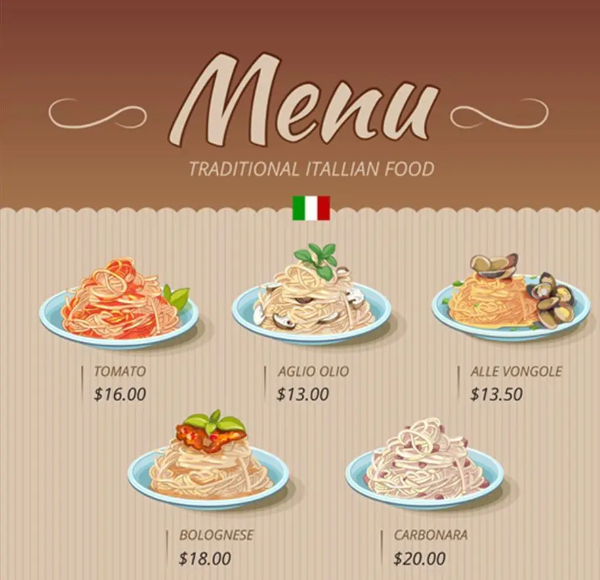 Menu
TRADITIONAL ITALLIAN FOOD
TOMATO
$16.00
AGLIO OLIO
$13.00
ALLE VONGOLE
$13.50
BOLOGNESE
$18.00
CARBONARA
$20.00